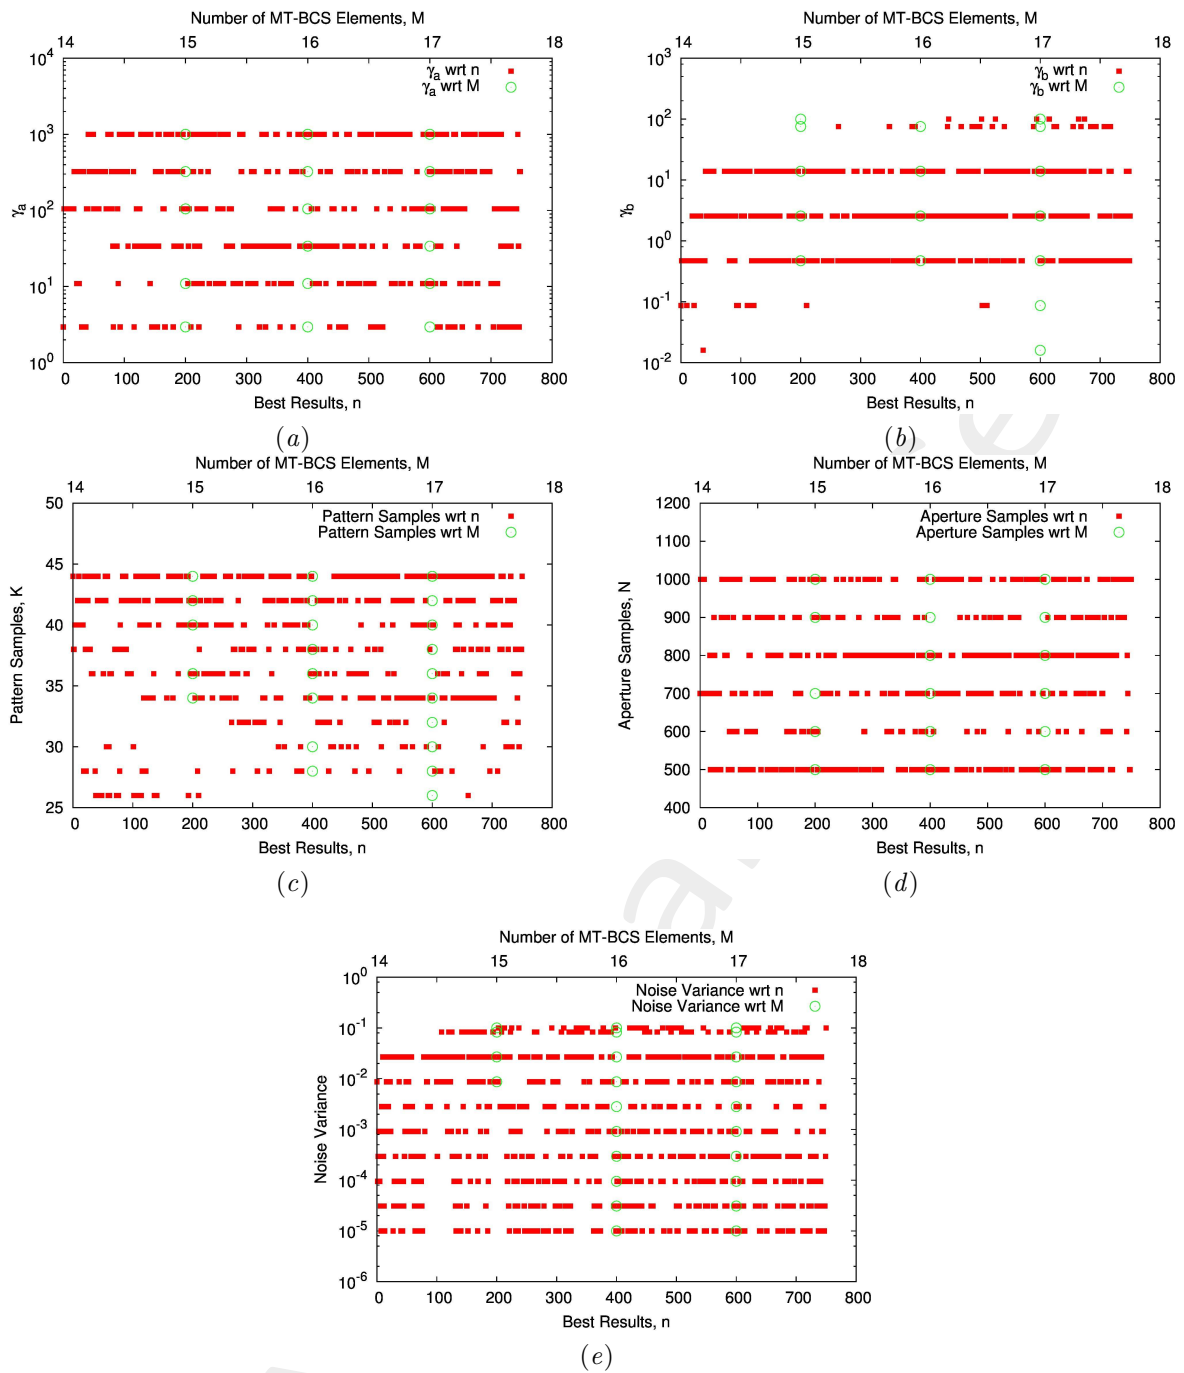 Number of MT-BCS Elements, M
14 15 16 17 18
10^4
10^3
10^2
10^1
10^0
γ_a
γ_a wrt n
γ_a wrt M
0 100 200 300 400 500 600 700 800
Best Results, n
(a)
Number of MT-BCS Elements, M
14 15 16 17 18
10^3
10^2
10^1
10^0
10^-1
10^-2
γ_b
γ_b wrt n
γ_b wrt M
0 100 200 300 400 500 600 700 800
Best Results, n
(b)
Number of MT-BCS Elements, M
14 15 16 17 18
50
45
40
35
30
25
Pattern Samples, K
Pattern Samples wrt n
Pattern Samples wrt M
0 100 200 300 400 500 600 700 800
Best Results, n
(c)
Number of MT-BCS Elements, M
14 15 16 17 18
1200
1100
1000
900
800
700
600
500
400
Aperture Samples, N
Aperture Samples wrt n
Aperture Samples wrt M
0 100 200 300 400 500 600 700 800
Best Results, n
(d)
Number of MT-BCS Elements, M
14 15 16 17 18
10^0
10^-1
10^-2
10^-3
10^-4
10^-5
10^-6
Noise Variance
Noise Variance wrt n
Noise Variance wrt M
0 100 200 300 400 500 600 700 800
Best Results, n
(e)